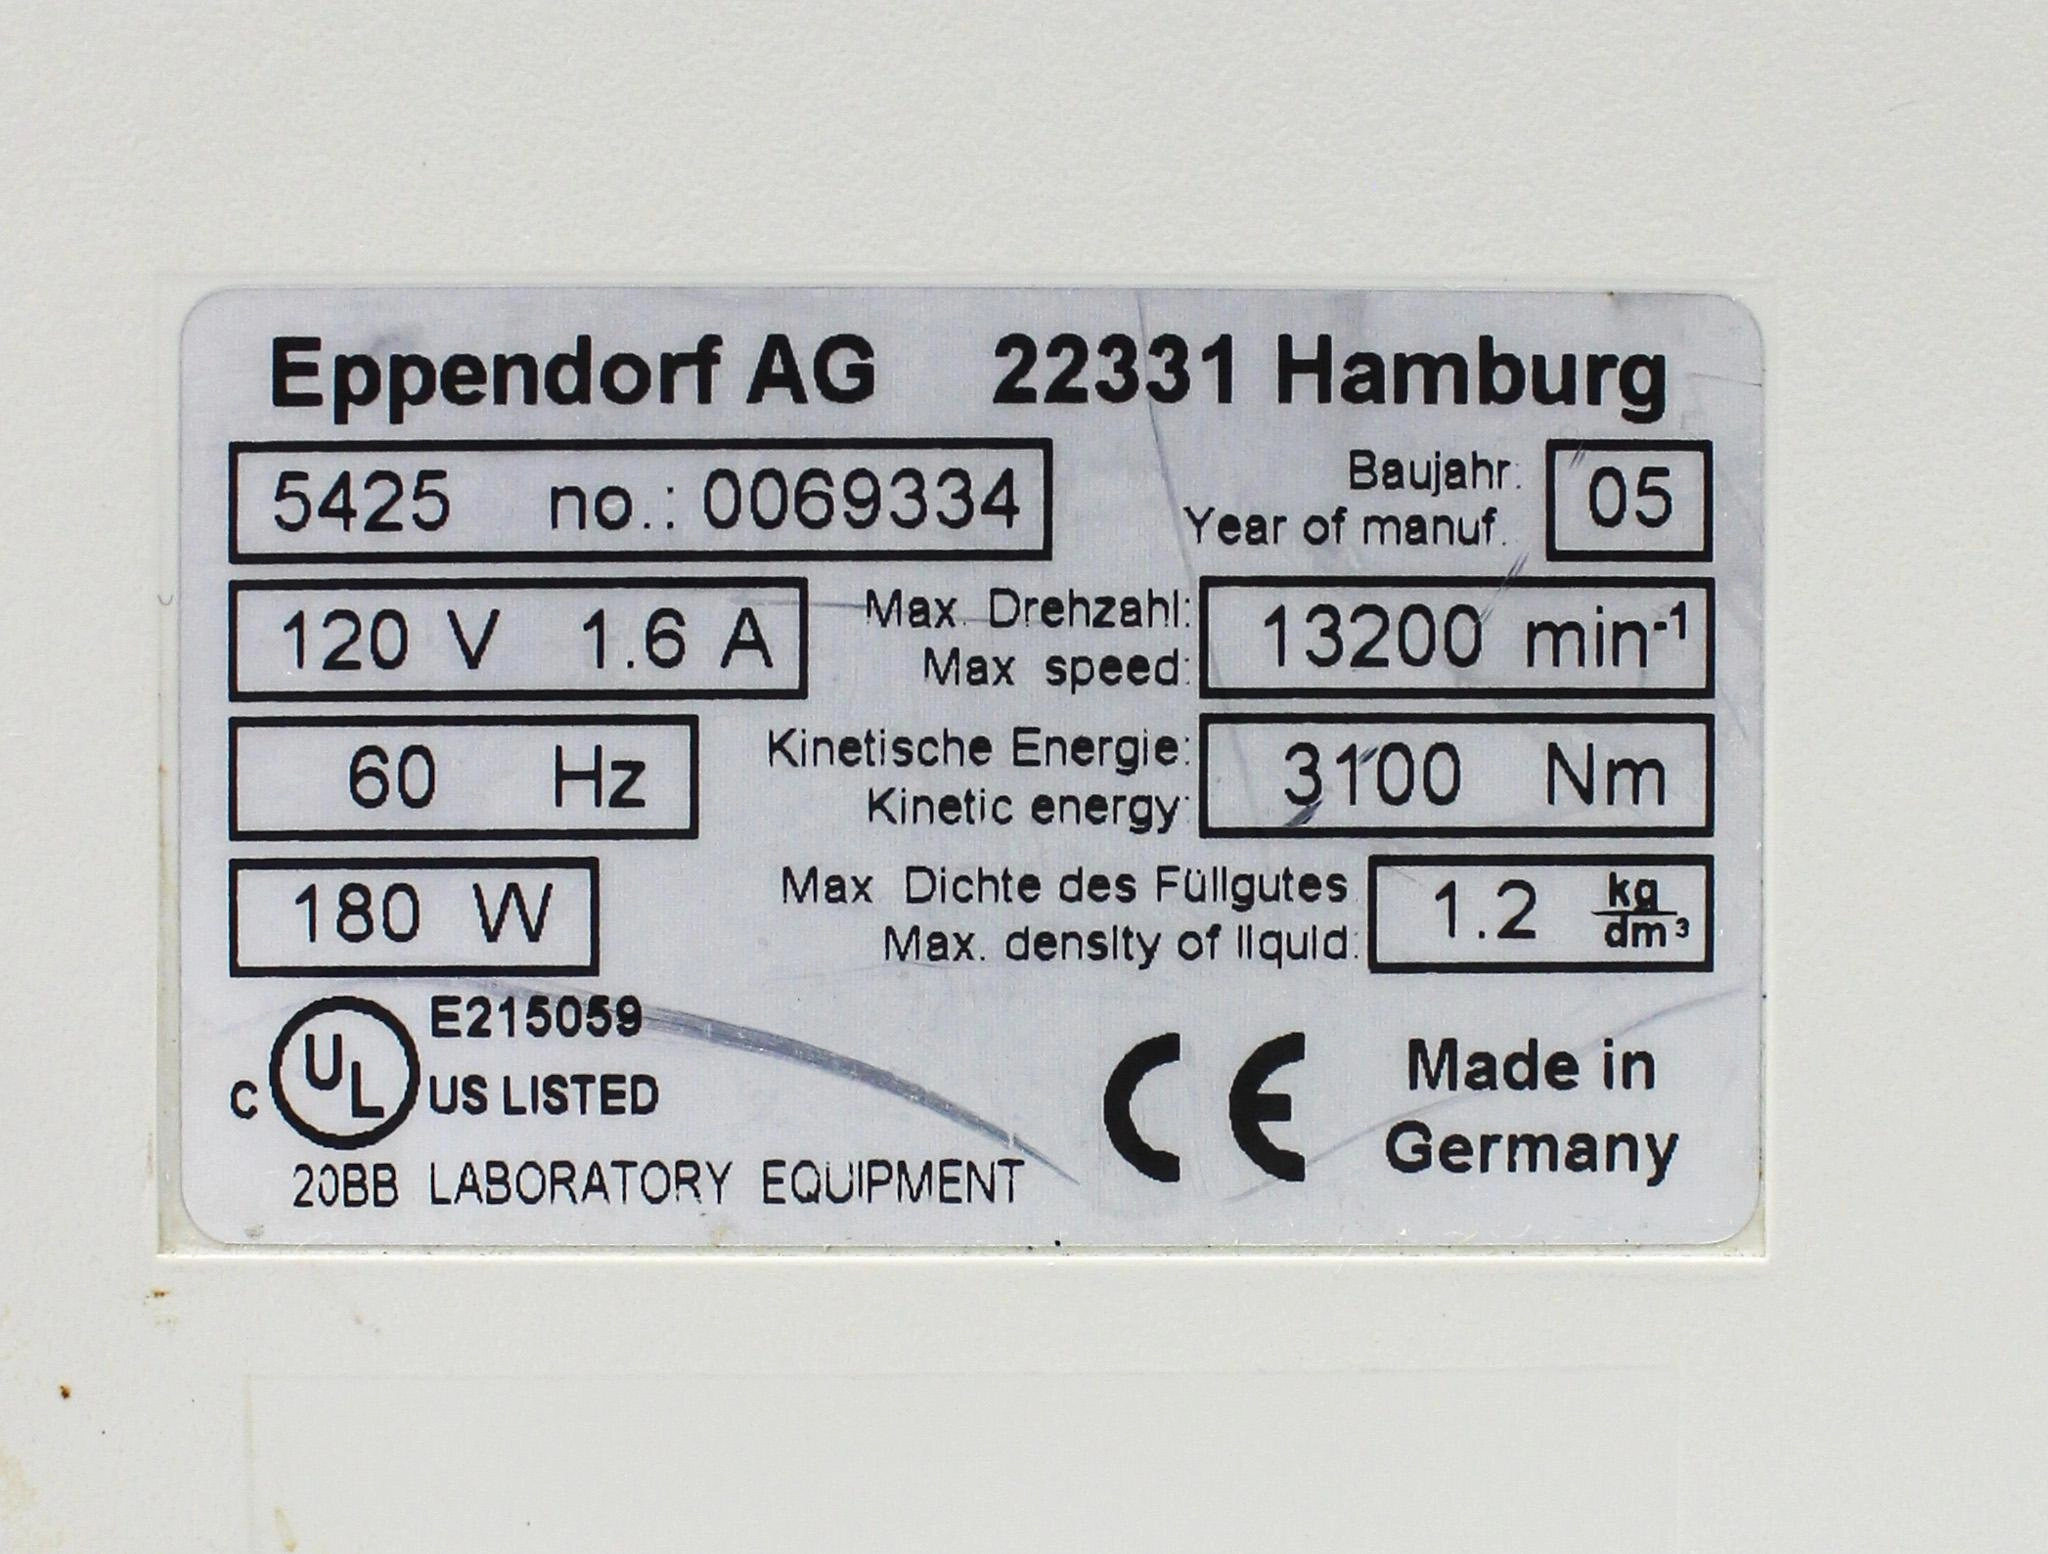 Eppendorf AG 22331 Hamburg
5425 no.: 0069334
Baujahr:
Year of manuf.
05
120 V 1.6 A
Max. Drehzahl:
Max speed:
13200 min⁻¹
60 Hz
Kinetische Energie:
Kinetic energy:
3100 Nm
180 W
Max Dichte des Füllgutes
Max. density of liquid:
1.2 kg/dm³
E215059
C UL US LISTED
20BB LABORATORY EQUIPMENT
CE
Made in
Germany